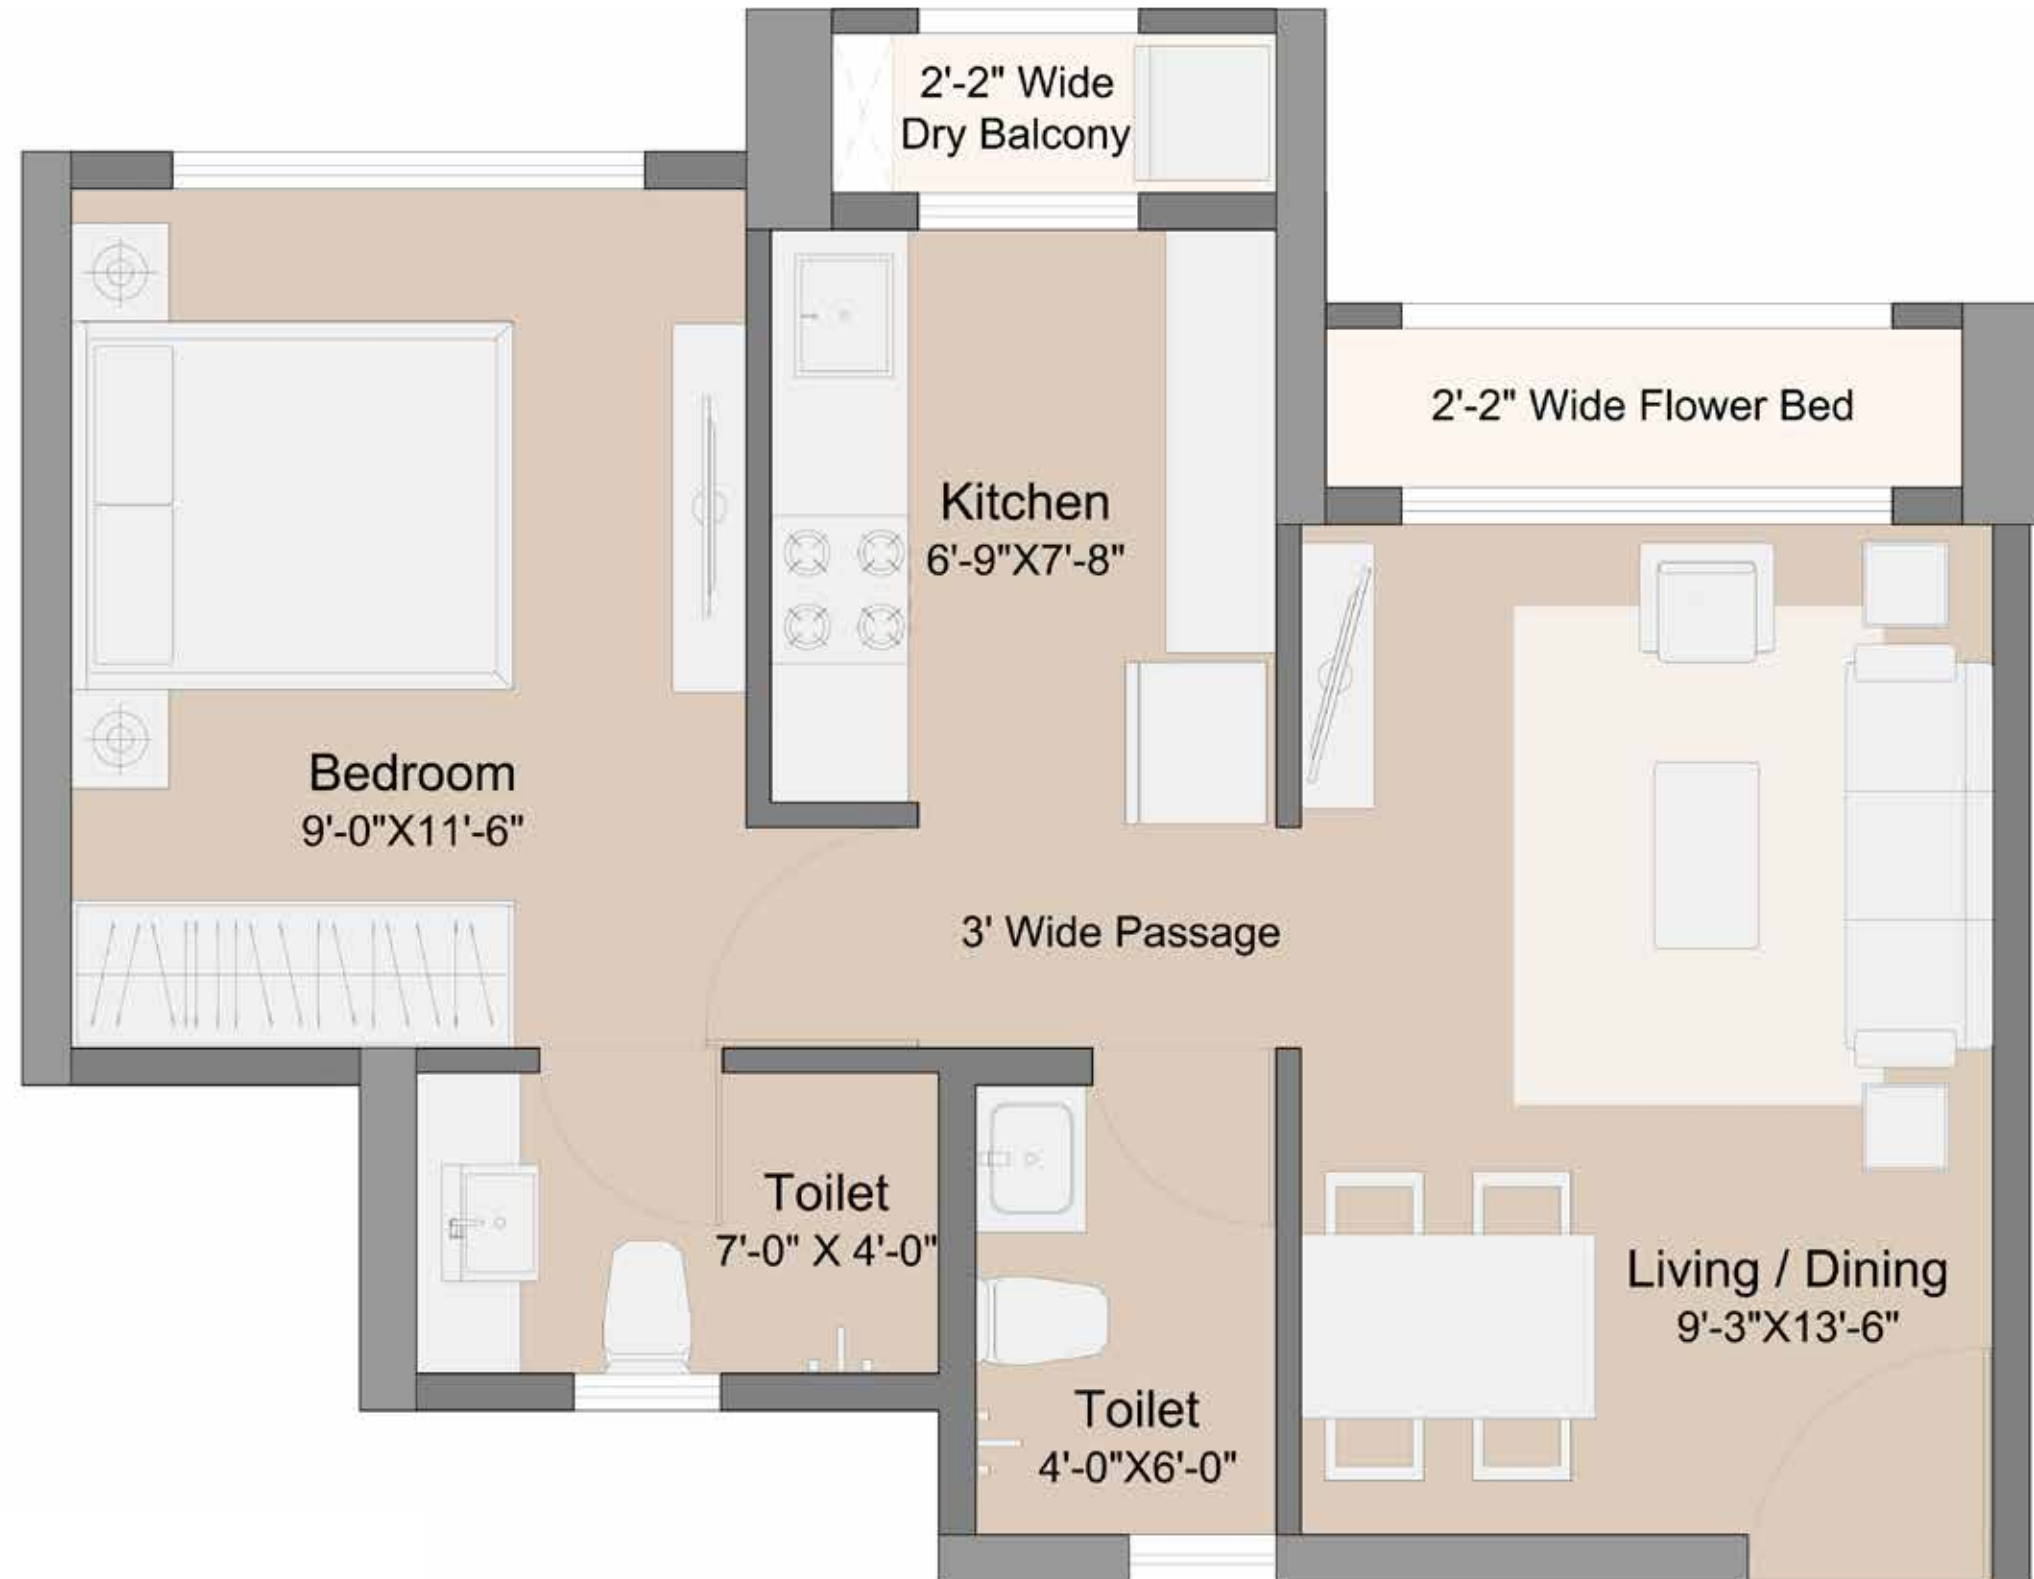 2'-2" Wide
Dry Balcony
2'-2" Wide Flower Bed
Kitchen
6'-9"X7'-8"
Bedroom
9'-0"X11'-6"
3' Wide Passage
Toilet
7'-0" X 4'-0"
Living / Dining
9'-3"X13'-6"
Toilet
4'-0"X6'-0"